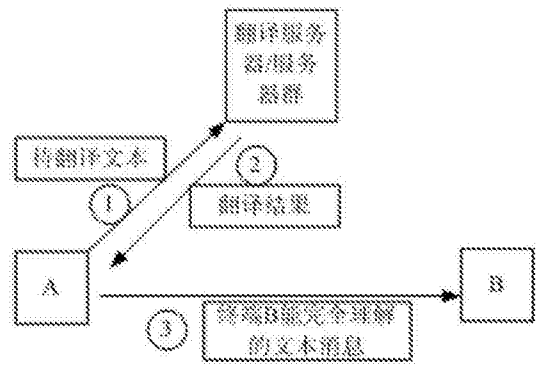 翻译服务
器/服务
器群
待翻译文本
①
②
翻译结果
A
B
③
终端B能完全理解
的文本消息